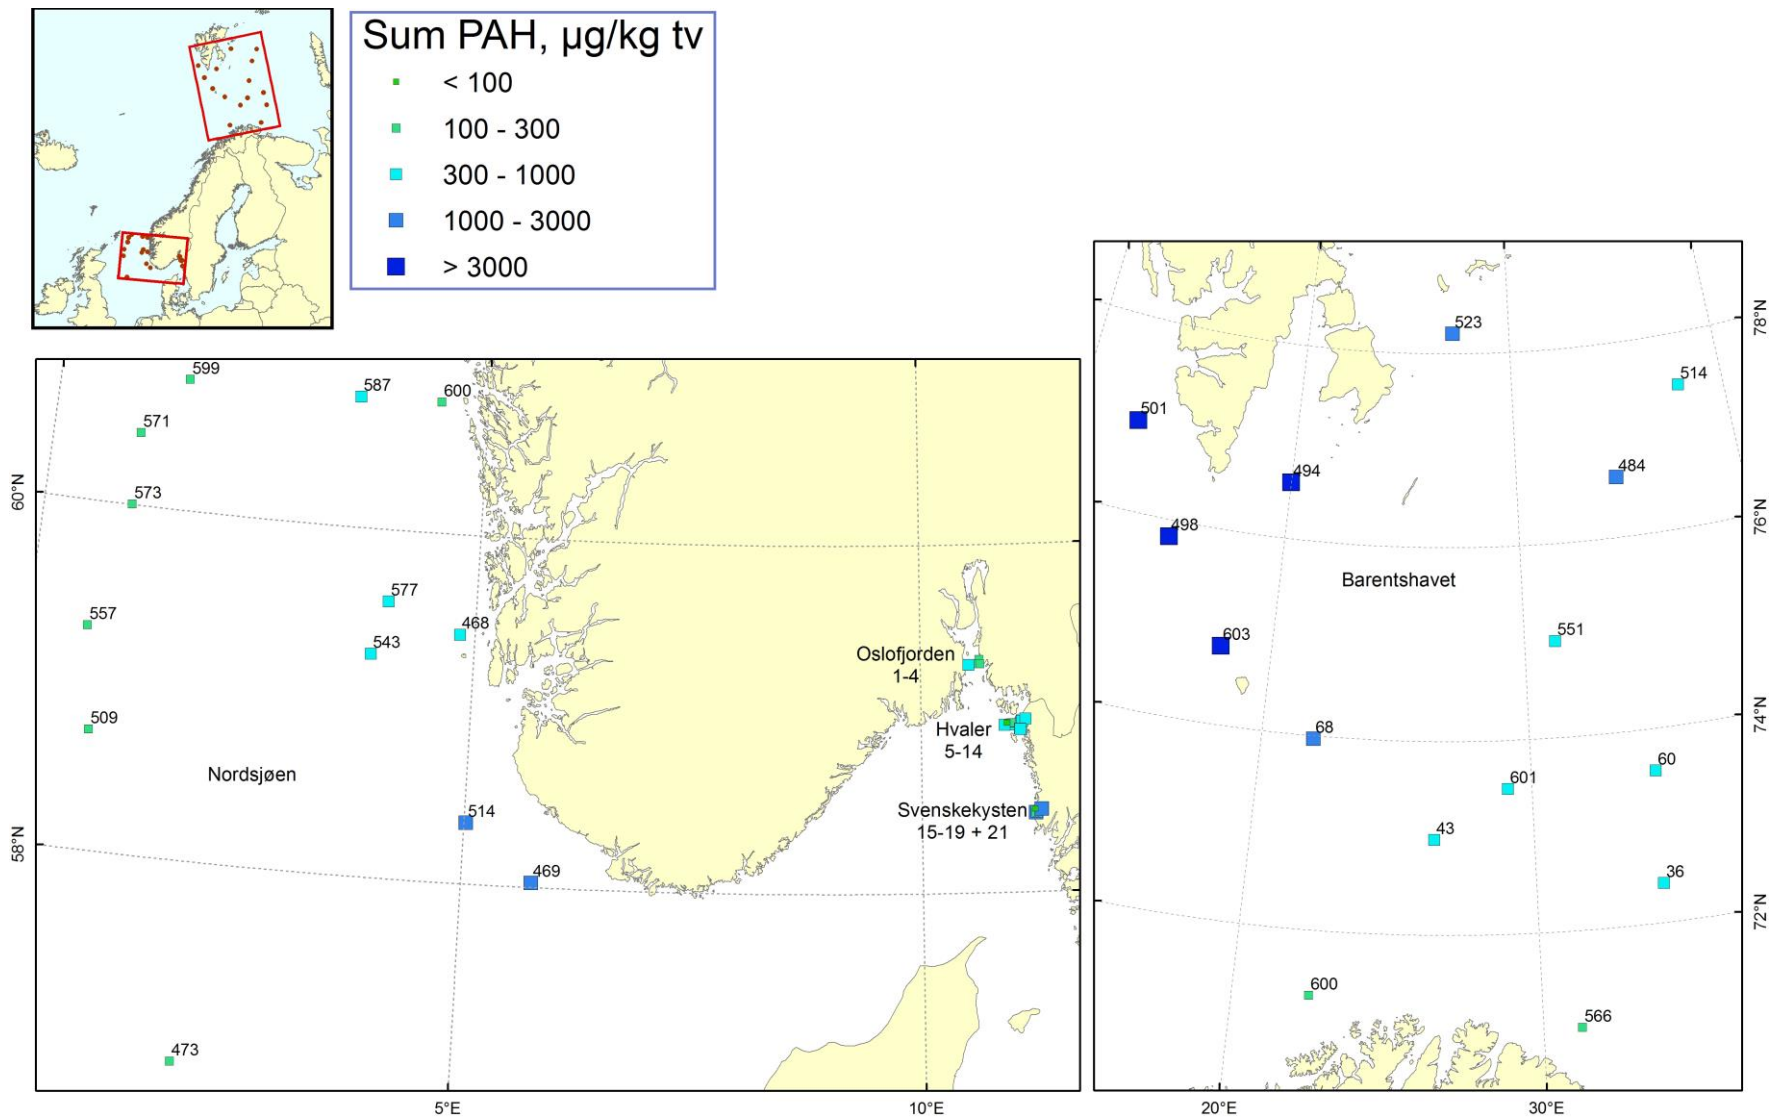 Sum PAH, µg/kg tv
< 100
100 - 300
300 - 1000
1000 - 3000
> 3000
599
587
600
571
573
60°N
577
557
468
543
Oslofjorden
1-4
509
Hvaler
5-14
Nordsjøen
514
Svenskekysten
15-19 + 21
58°N
469
473
5°E
10°E
78°N
523
514
501
494
484
76°N
498
Barentshavet
603
551
74°N
68
60
601
43
36
72°N
600
566
20°E
30°E